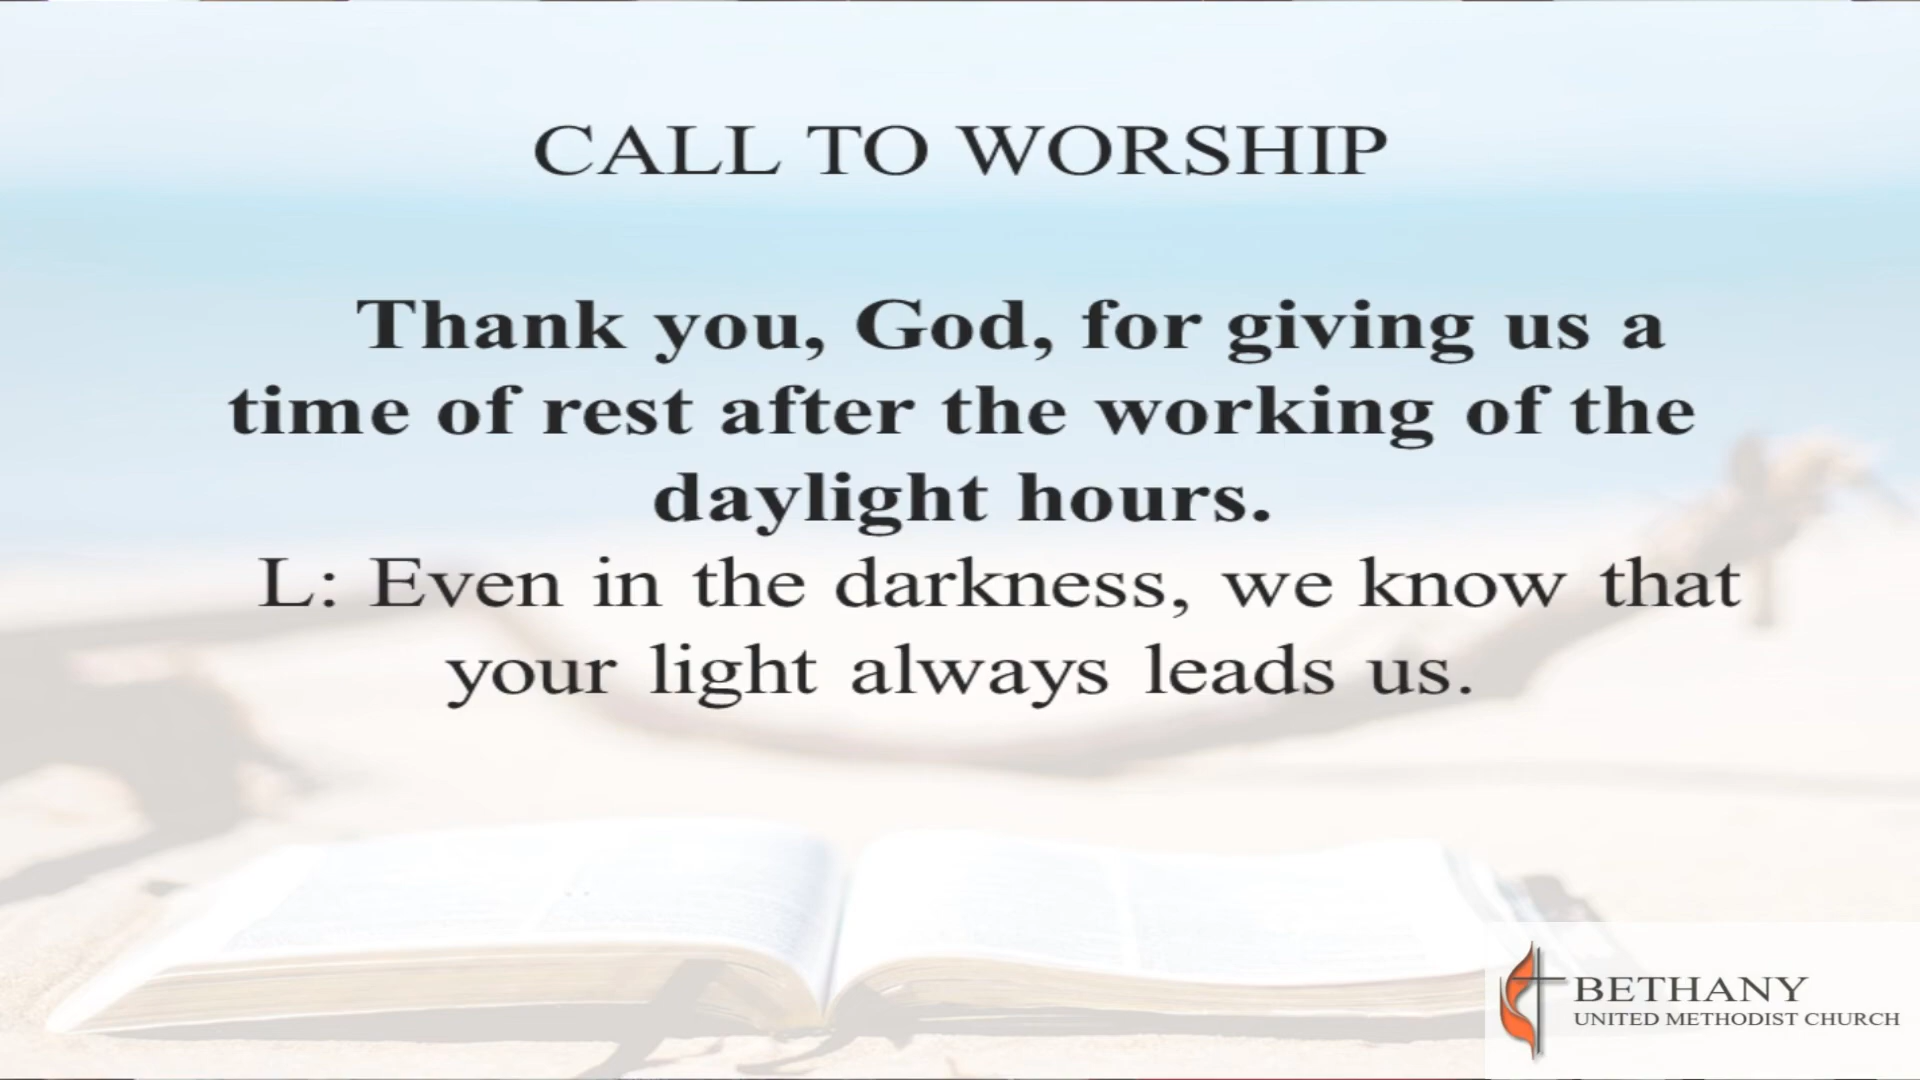 CALL TO WORSHIP
Thank you, God, for giving us a
time of rest after the working of the
daylight hours.
L: Even in the darkness, we know that
your light always leads us.
BETHANY
UNITED METHODIST CHURCH